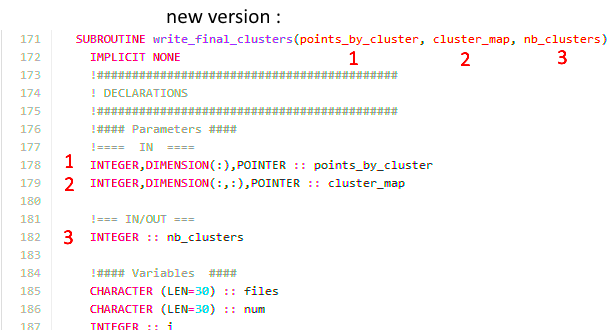 new version :
171 SUBROUTINE write_final_clusters(points_by_cluster, cluster_map, nb_clusters)
172 IMPLICIT NONE 1 2 3
173 !###########################################
174 ! DECLARATIONS
175 !###########################################
176 !#### Parameters ####
177 !==== IN ====
1 178 INTEGER,DIMENSION(:),POINTER :: points_by_cluster
2 179 INTEGER,DIMENSION(:,:),POINTER :: cluster_map
180
181 !=== IN/OUT ===
182 3 INTEGER :: nb_clusters
183
184 !#### Variables ####
185 CHARACTER (LEN=30) :: files
186 CHARACTER (LEN=30) :: num
187 INTEGER :: i